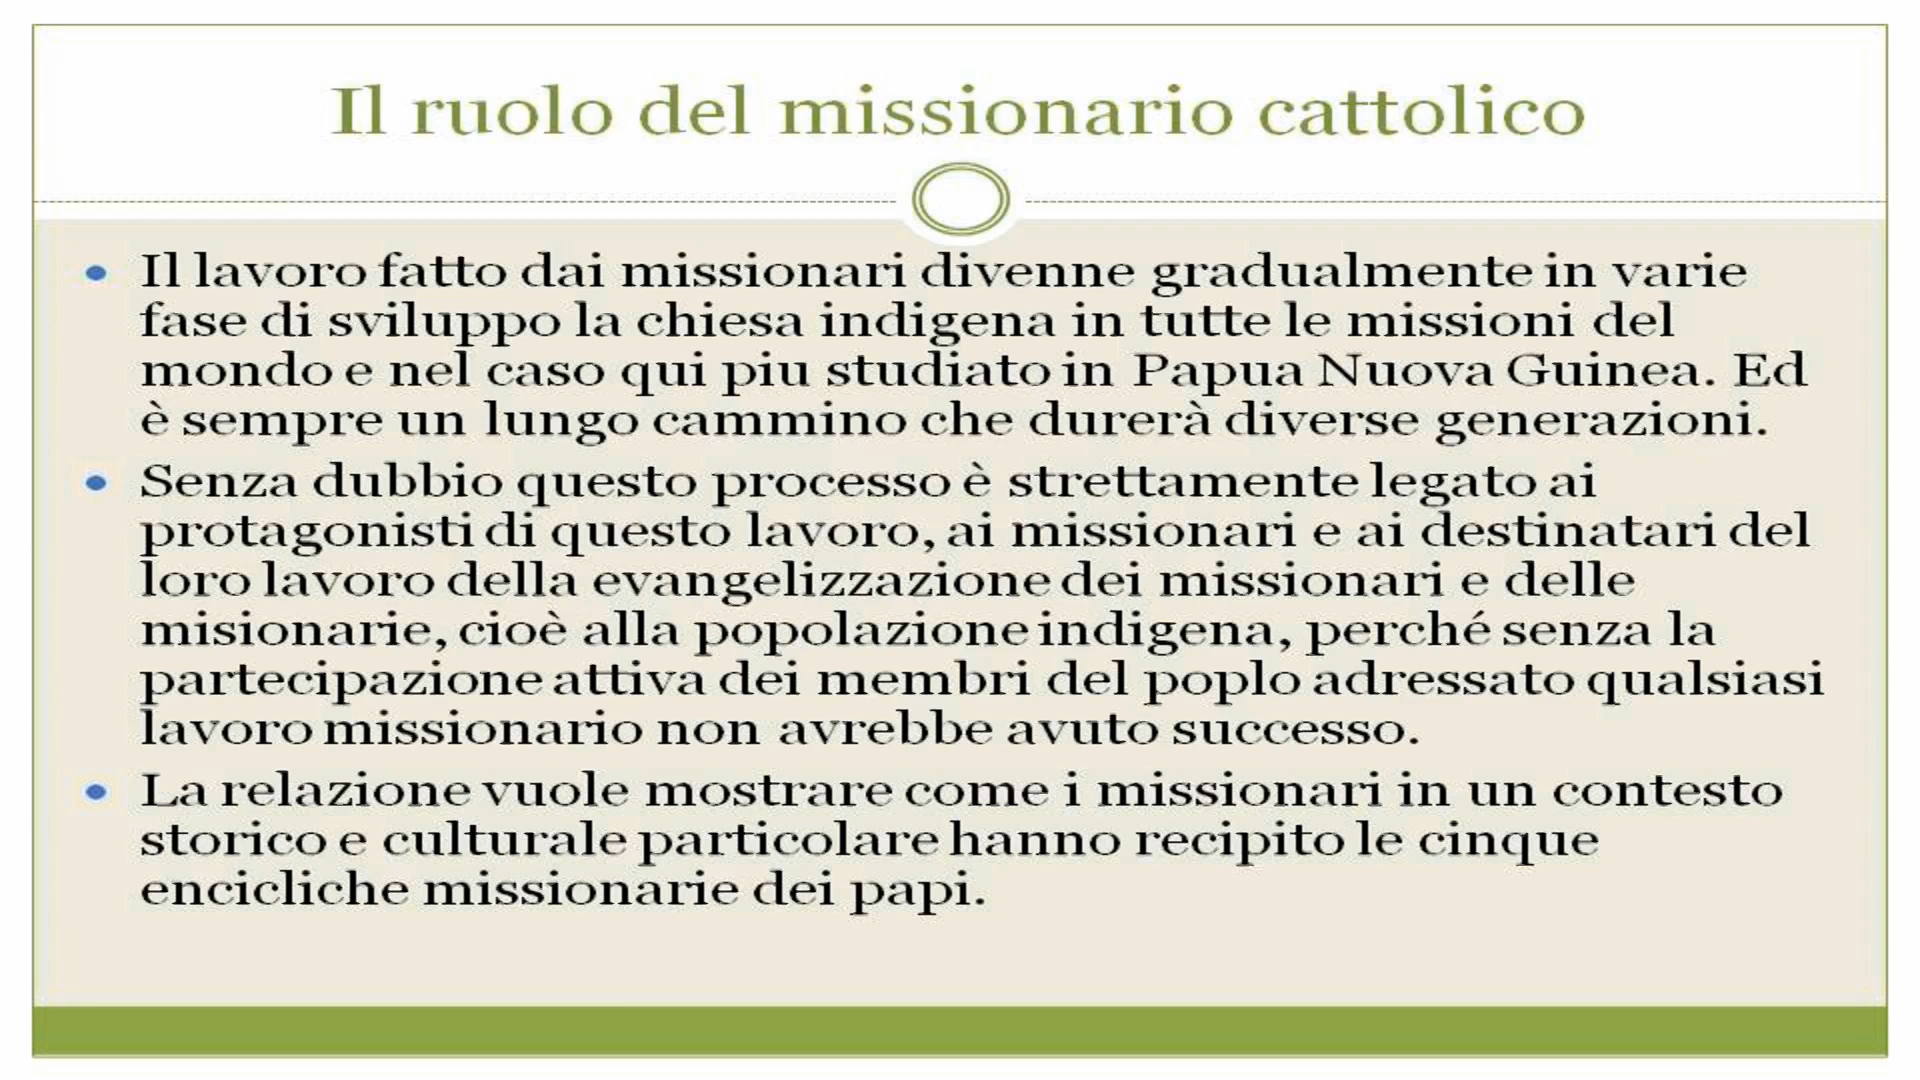 Il ruolo del missionario cattolico
Il lavoro fatto dai missionari divenne gradualmente in varie
fase di sviluppo la chiesa indigena in tutte le missioni del
mondo e nel caso qui piu studiato in Papua Nuova Guinea. Ed
è sempre un lungo cammino che durerà diverse generazioni.
Senza dubbio questo processo è strettamente legato ai
protagonisti di questo lavoro, ai missionari e ai destinatari del
loro lavoro della evangelizzazione dei missionari e delle
misionarie, cioè alla popolazione indigena, perché senza la
partecipazione attiva dei membri del poplo adressato qualsiasi
lavoro missionario non avrebbe avuto successo.
La relazione vuole mostrare come i missionari in un contesto
storico e culturale particolare hanno recipito le cinque
encicliche missionarie dei papi.